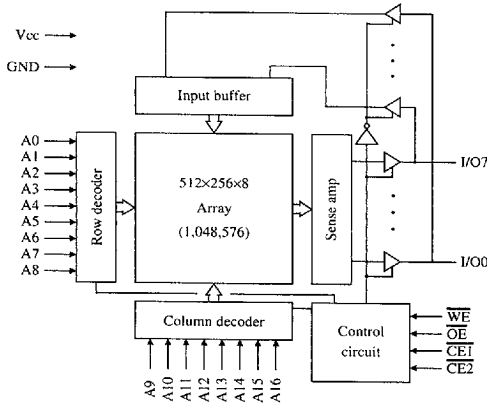 Vcc
GND
Input buffer
A0
A1
A2
A3
A4
A5
A6
A7
A8
Row decoder
512×256×8
Array
(1,048,576)
Sense amp
I/O7
I/O0
Column decoder
Control
circuit
WE
OE
CE1
CE2
A9
A10
A11
A12
A13
A14
A15
A16